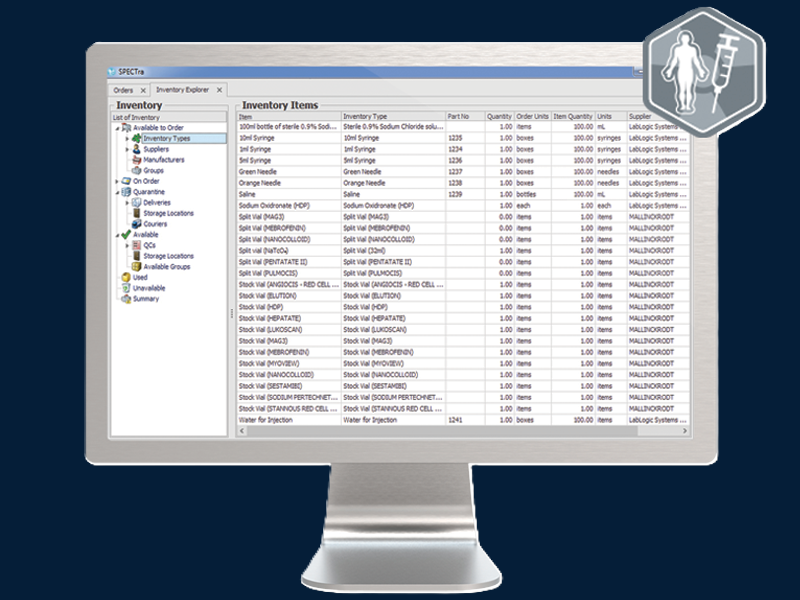 SPECTra
Orders X Inventory Explorer X
Inventory
List of Inventory
Available to Order
Inventory Types
Suppliers
Manufacturers
Groups
On Order
Quarantine
Deliveries
Storage Locations
Couriers
Available
QCs
Storage Locations
Available Groups
Used
Unavailable
Summary
Inventory Items
Item Inventory Type Part No Quantity Order Units Item Quantity Units Supplier
100ml bottle of sterile 0.9% Sodi... Sterile 0.9% Sodium Chloride solu... 1.00 items 100.00 mL LabLogic Systems ...
10ml Syringe 10ml Syringe 1235 1.00 boxes 100.00 syringes LabLogic Systems ...
1ml Syringe 1ml Syringe 1234 1.00 boxes 100.00 syringes LabLogic Systems ...
5ml Syringe 5ml Syringe 1236 1.00 boxes 100.00 syringes LabLogic Systems ...
Green Needle Green Needle 1237 1.00 boxes 100.00 needles LabLogic Systems ...
Orange Needle Orange Needle 1238 1.00 boxes 100.00 needles LabLogic Systems ...
Saline Saline 1239 1.00 bottles 100.00 mL LabLogic Systems ...
Sodium Oxidronate (HDP) Sodium Oxidronate (HDP) 1.00 each 1.00 each LabLogic Systems ...
Split Vial (MAG3) Split Vial (MAG3) 0.00 items 1.00 items MALLINCKRODT
Split Vial (MEBROFENIN) Split Vial (MEBROFENIN) 0.00 items 1.00 items MALLINCKRODT
Split Vial (NANOCOLLOID) Split Vial (NANOCOLLOID) 0.00 items 1.00 items MALLINCKRODT
Split Vial (NaTcO4) Split Vial (32ml) 0.00 items 1.00 items MALLINCKRODT
Split Vial (PENTATATE II) Split Vial (PENTATATE II) 0.00 items 1.00 items MALLINCKRODT
Split Vial (PULMOCIS) Split Vial (PULMOCIS) 0.00 items 1.00 items MALLINCKRODT
Stock Vial (ANGIOCIS - RED CELL ... Stock Vial (ANGIOCIS - RED CELL ... 1.00 items 1.00 items MALLINCKRODT
Stock Vial (ELUTION) Stock Vial (ELUTION) 1.00 items 1.00 items MALLINCKRODT
Stock Vial (HDP) Stock Vial (HDP) 1.00 items 1.00 items MALLINCKRODT
Stock Vial (HEPATATE) Stock Vial (HEPATATE) 1.00 items 1.00 items MALLINCKRODT
Stock Vial (LUKOSCAN) Stock Vial (LUKOSCAN) 1.00 items 1.00 items MALLINCKRODT
Stock Vial (MAG3) Stock Vial (MAG3) 1.00 items 1.00 items MALLINCKRODT
Stock Vial (MEBROFENIN) Stock Vial (MEBROFENIN) 1.00 items 1.00 items MALLINCKRODT
Stock Vial (MYOVIEW) Stock Vial (MYOVIEW) 1.00 items 1.00 items MALLINCKRODT
Stock Vial (NANOCOLLOID) Stock Vial (NANOCOLLOID) 1.00 items 1.00 items MALLINCKRODT
Stock Vial (SESTAMIBI) Stock Vial (SESTAMIBI) 1.00 items 1.00 items MALLINCKRODT
Stock Vial (SODIUM PERTECHNET... Stock Vial (SODIUM PERTECHNET... 1.00 items 1.00 items MALLINCKRODT
Stock Vial (STANNOUS RED CELL ... Stock Vial (STANNOUS RED CELL ... 1.00 items 1.00 items MALLINCKRODT
Water for Injection Water for Injection 1241 1.00 boxes 100.00 mL LabLogic Systems ...